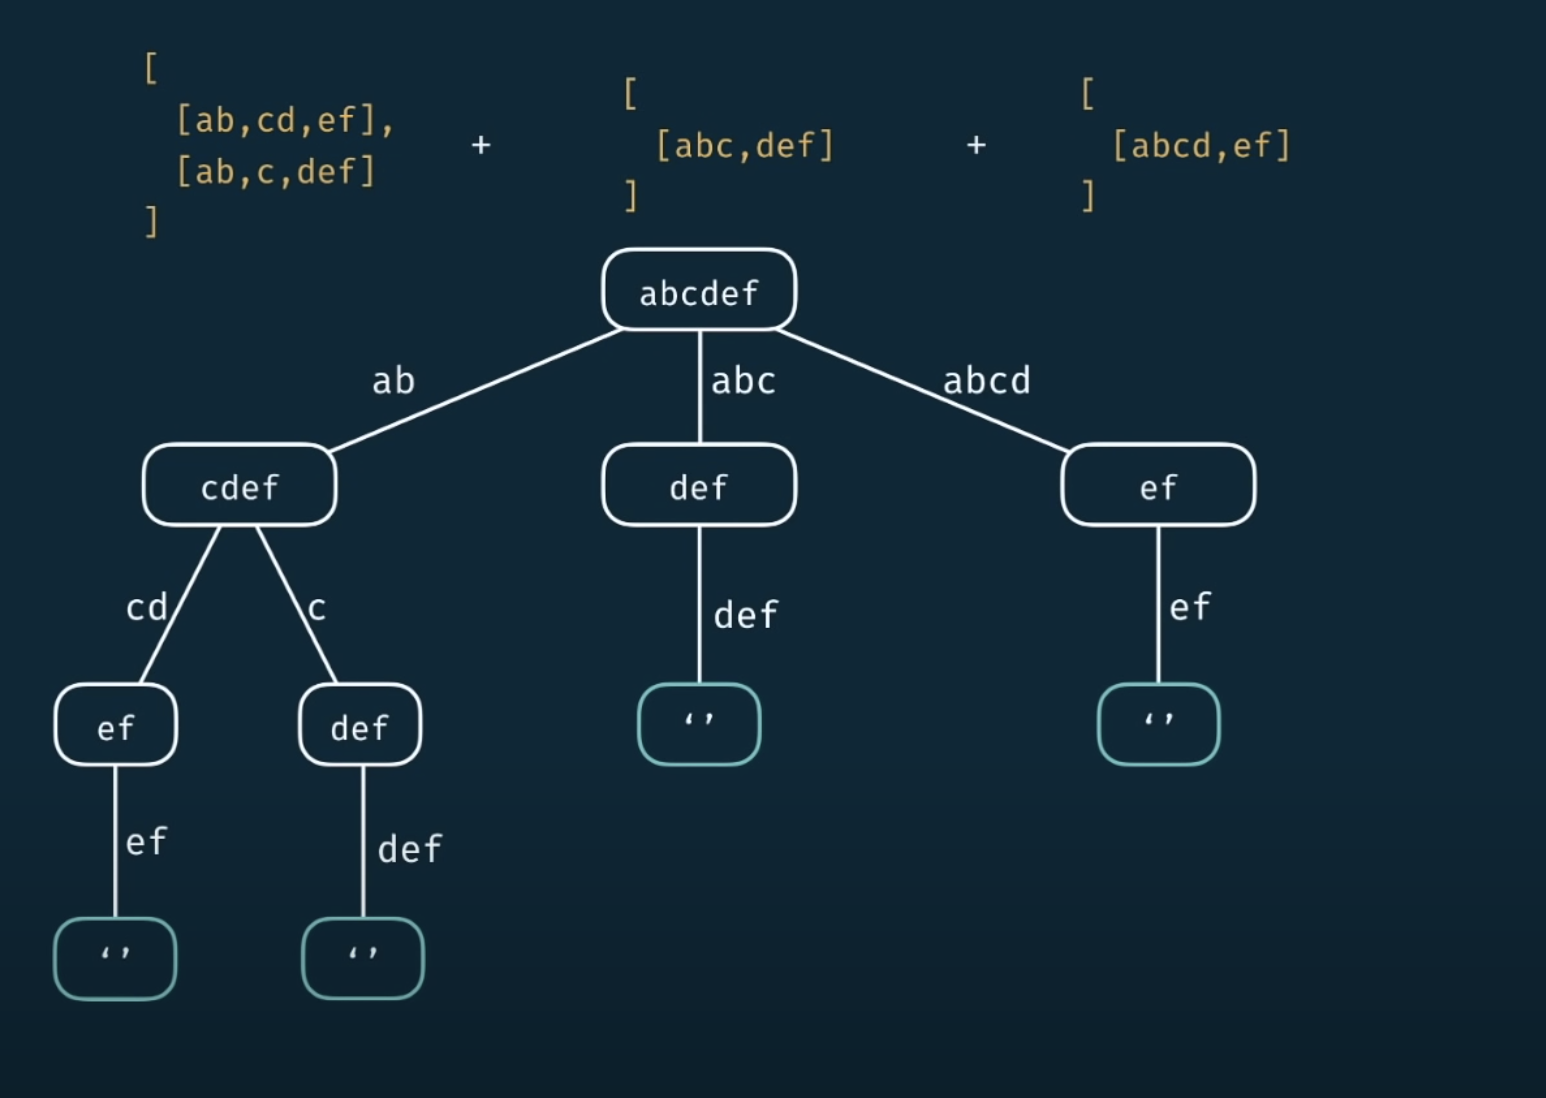 [
[ab,cd,ef],
[ab,c,def]
]
+
[
[abc,def]
]
+
[
[abcd,ef]
]
abcdef
ab
abc
abcd
cdef
def
ef
cd
c
def
ef
ef
def
‘’
‘’
ef
def
‘’
‘’